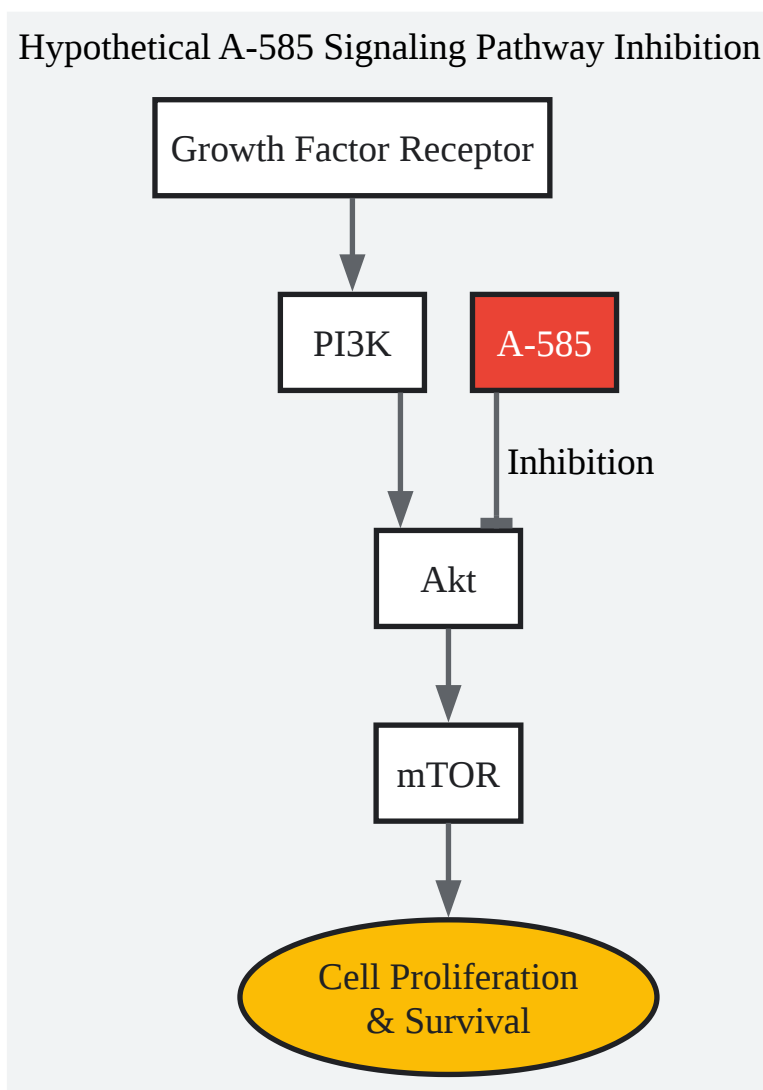 Hypothetical A-585 Signaling Pathway Inhibition
Growth Factor Receptor
PI3K
A-585
Inhibition
Akt
mTOR
Cell Proliferation
& Survival